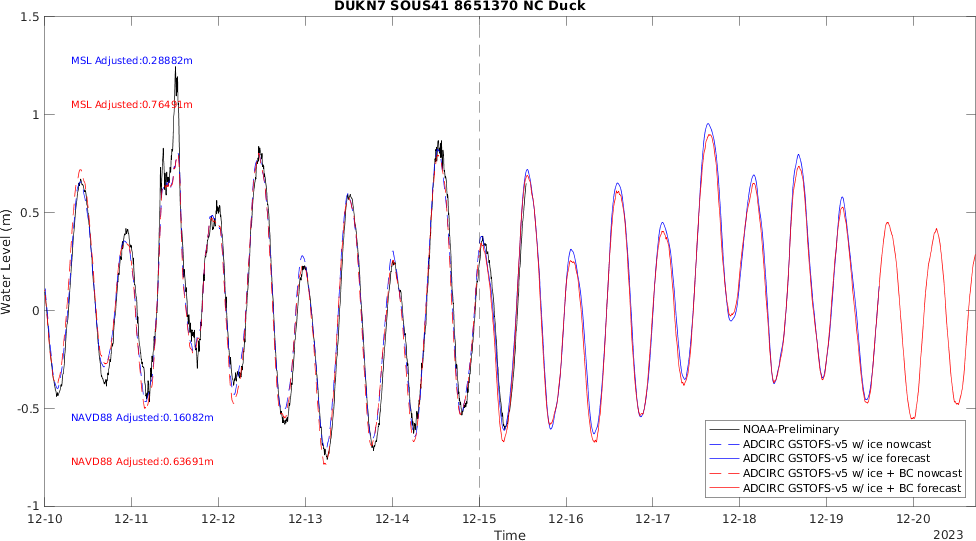 DUKN7 SOUS41 8651370 NC Duck
1.5
MSL Adjusted:0.28882m
MSL Adjusted:0.76491m
1
0.5
Water Level (m)
0
-0.5
NAVD88 Adjusted:0.16082m
NAVD88 Adjusted:0.63691m
NOAA-Preliminary
ADCIRC GSTOFS-v5 w/ ice nowcast
ADCIRC GSTOFS-v5 w/ ice forecast
ADCIRC GSTOFS-v5 w/ ice + BC nowcast
ADCIRC GSTOFS-v5 w/ ice + BC forecast
-1
12-10 12-11 12-12 12-13 12-14 12-15 12-16 12-17 12-18 12-19 12-20
Time
2023